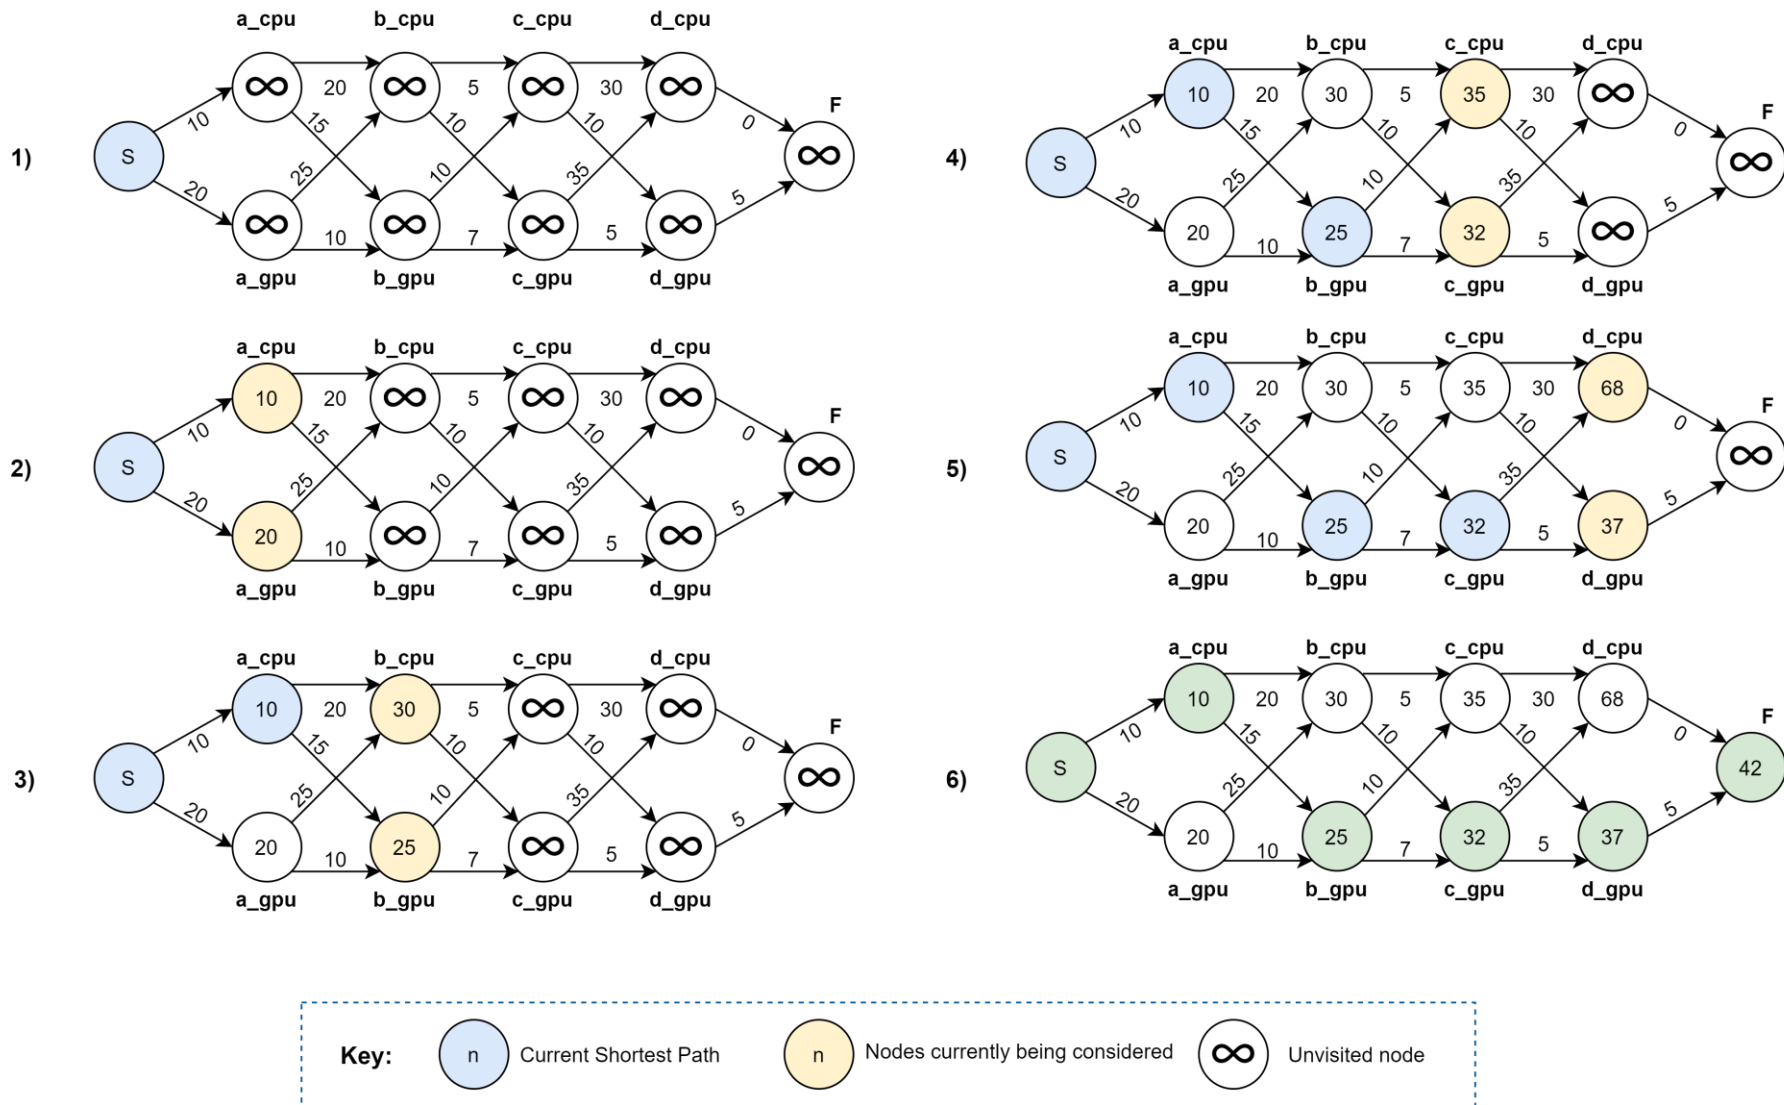 1)
a_cpu b_cpu c_cpu d_cpu
∞ 20 ∞ 5 ∞ 30 ∞
F
10 15 10 10 0
S ∞
20 25 10 35 5
∞ 10 ∞ 7 ∞ 5 ∞
a_gpu b_gpu c_gpu d_gpu
2)
a_cpu b_cpu c_cpu d_cpu
10 20 ∞ 5 ∞ 30 ∞
F
10 15 10 10 0
S ∞
20 25 10 35 5
20 10 ∞ 7 ∞ 5 ∞
a_gpu b_gpu c_gpu d_gpu
3)
a_cpu b_cpu c_cpu d_cpu
10 20 30 5 ∞ 30 ∞
F
10 15 10 10 0
S ∞
20 25 10 35 5
20 10 25 7 ∞ 5 ∞
a_gpu b_gpu c_gpu d_gpu
4)
a_cpu b_cpu c_cpu d_cpu
10 20 30 5 35 30 ∞
F
10 15 10 10 0
S ∞
20 25 10 35 5
20 10 25 7 32 5 ∞
a_gpu b_gpu c_gpu d_gpu
5)
a_cpu b_cpu c_cpu d_cpu
10 20 30 5 35 30 68
F
10 15 10 10 0
S ∞
20 25 10 35 5
20 10 25 7 32 5 37
a_gpu b_gpu c_gpu d_gpu
6)
a_cpu b_cpu c_cpu d_cpu
10 20 30 5 35 30 68
F
10 15 10 10 0
S 42
20 25 10 35 5
20 10 25 7 32 5 37
a_gpu b_gpu c_gpu d_gpu
Key: n Current Shortest Path n Nodes currently being considered ∞ Unvisited node